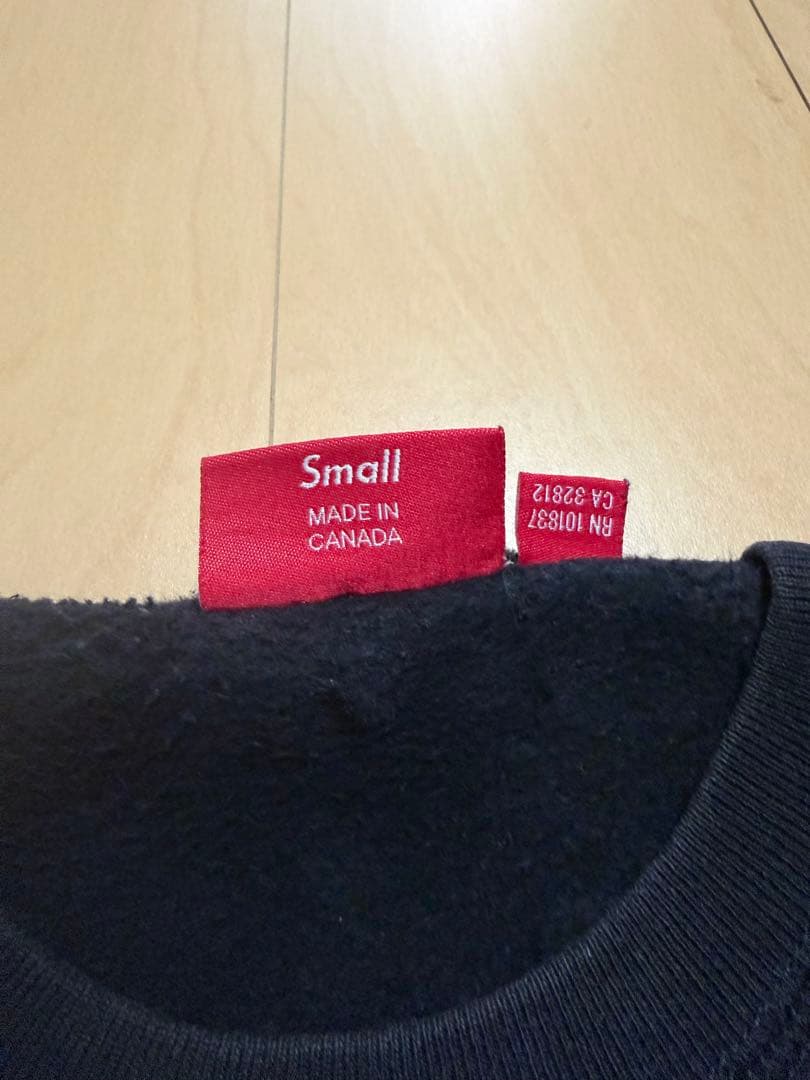 Small
MADE IN
CANADA
RN 101837
CA 32812